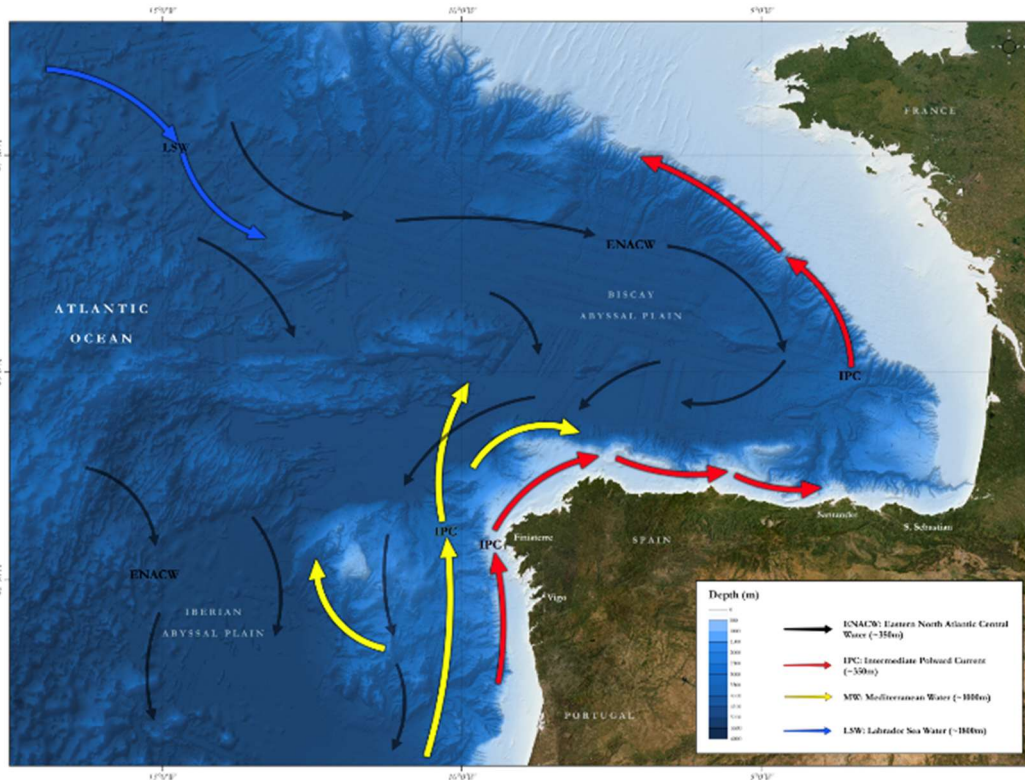 FRANCE
LSW
ENACW
BISCAY
ABYSSAL PLAIN
ATLANTIC
OCEAN
IPC
IPC
IPC
Finisterre
SPAIN
Santander
S. Sebastian
ENACW
Vigo
IBERIAN
ABYSSAL PLAIN
PORTUGAL
Depth (m)
ENACW: Eastern North Atlantic Central
Water (~350m)
IPC: Intermediate Poleward Current
(~350m)
MW: Mediterranean Water (~1000m)
LSW: Labrador Sea Water (~1800m)